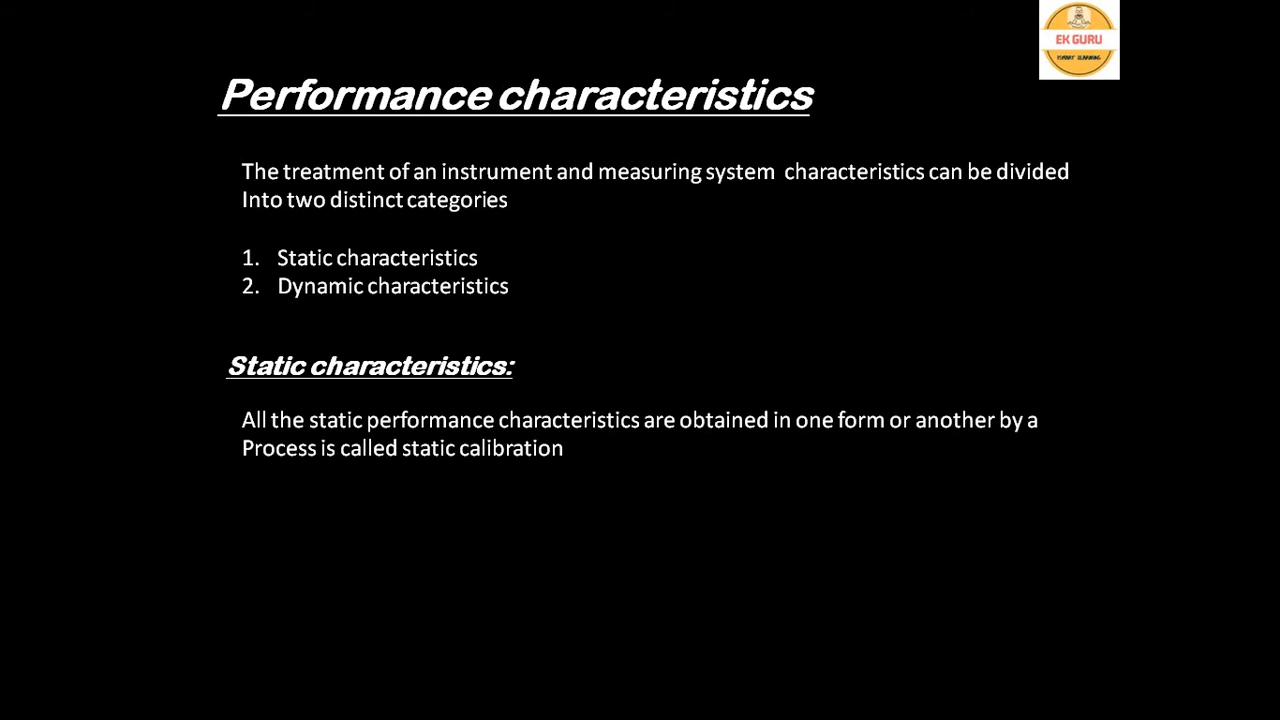 EK GURU
Performance characteristics
The treatment of an instrument and measuring system characteristics can be divided
Into two distinct categories
1. Static characteristics
2. Dynamic characteristics
Static characteristics:
All the static performance characteristics are obtained in one form or another by a
Process is called static calibration